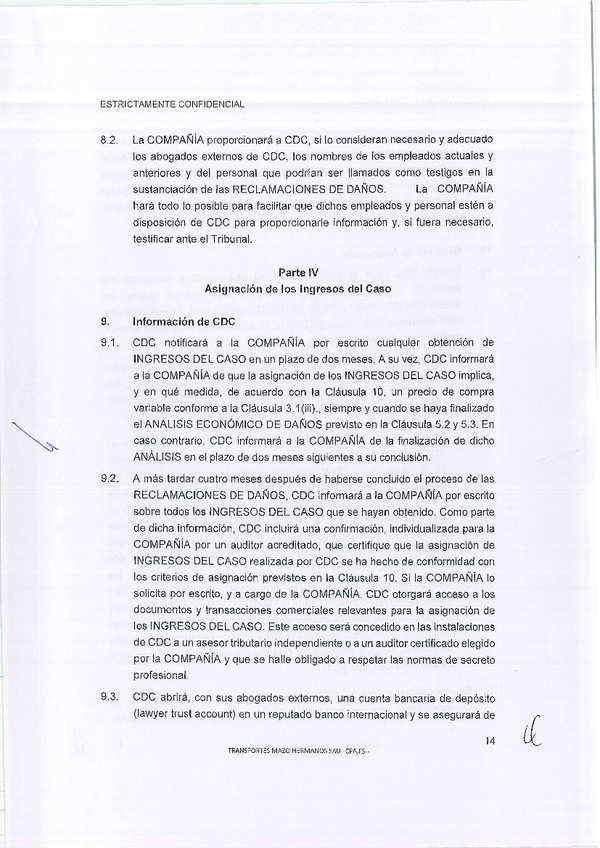 ESTRICTAMENTE CONFIDENCIAL
8.2. La COMPAÑÍA proporcionará a CDC, si lo consideran necesario y adecuado
los abogados externos de CDC, los nombres de los empleados actuales y
anteriores y del personal que podrían ser llamados como testigos en la
sustanciación de las RECLAMACIONES DE DAÑOS. La COMPAÑÍA
hará todo lo posible para facilitar que dichos empleados y personal estén a
disposición de CDC para proporcionarle información y, si fuera necesario,
testificar ante el Tribunal.
Parte IV
Asignación de los Ingresos del Caso
9. Información de CDC
9.1. CDC notificará a la COMPAÑÍA por escrito cualquier obtención de
INGRESOS DEL CASO en un plazo de dos meses. A su vez, CDC informará
a la COMPAÑÍA de que la asignación de los INGRESOS DEL CASO implica,
y en qué medida, de acuerdo con la Cláusula 10, un precio de compra
variable conforme a la Cláusula 3.1(iii)., siempre y cuando se haya finalizado
el ANALISIS ECONÓMICO DE DAÑOS previsto en la Cláusula 5.2 y 5.3. En
caso contrario, CDC informará a la COMPAÑÍA de la finalización de dicho
ANÁLISIS en el plazo de dos meses siguientes a su conclusión.
9.2. A más tardar cuatro meses después de haberse concluido el proceso de las
RECLAMACIONES DE DAÑOS, CDC informará a la COMPAÑÍA por escrito
sobre todos los INGRESOS DEL CASO que se hayan obtenido. Como parte
de dicha información, CDC incluirá una confirmación, individualizada para la
COMPAÑÍA por un auditor acreditado, que certifique que la asignación de
INGRESOS DEL CASO realizada por CDC se ha hecho de conformidad con
los criterios de asignación previstos en la Cláusula 10. Si la COMPAÑÍA lo
solicita por escrito, y a cargo de la COMPAÑÍA, CDC otorgará acceso a los
documentos y transacciones comerciales relevantes para la asignación de
los INGRESOS DEL CASO. Este acceso será concedido en las instalaciones
de CDC a un asesor tributario independiente o a un auditor certificado elegido
por la COMPAÑÍA y que se halle obligado a respetar las normas de secreto
profesional.
9.3. CDC abrirá, con sus abogados externos, una cuenta bancaria de depósito
(lawyer trust account) en un reputado banco internacional y se asegurará de
14
TRANSPORTES MAZO HERMANOS SAU--CPA,ES--